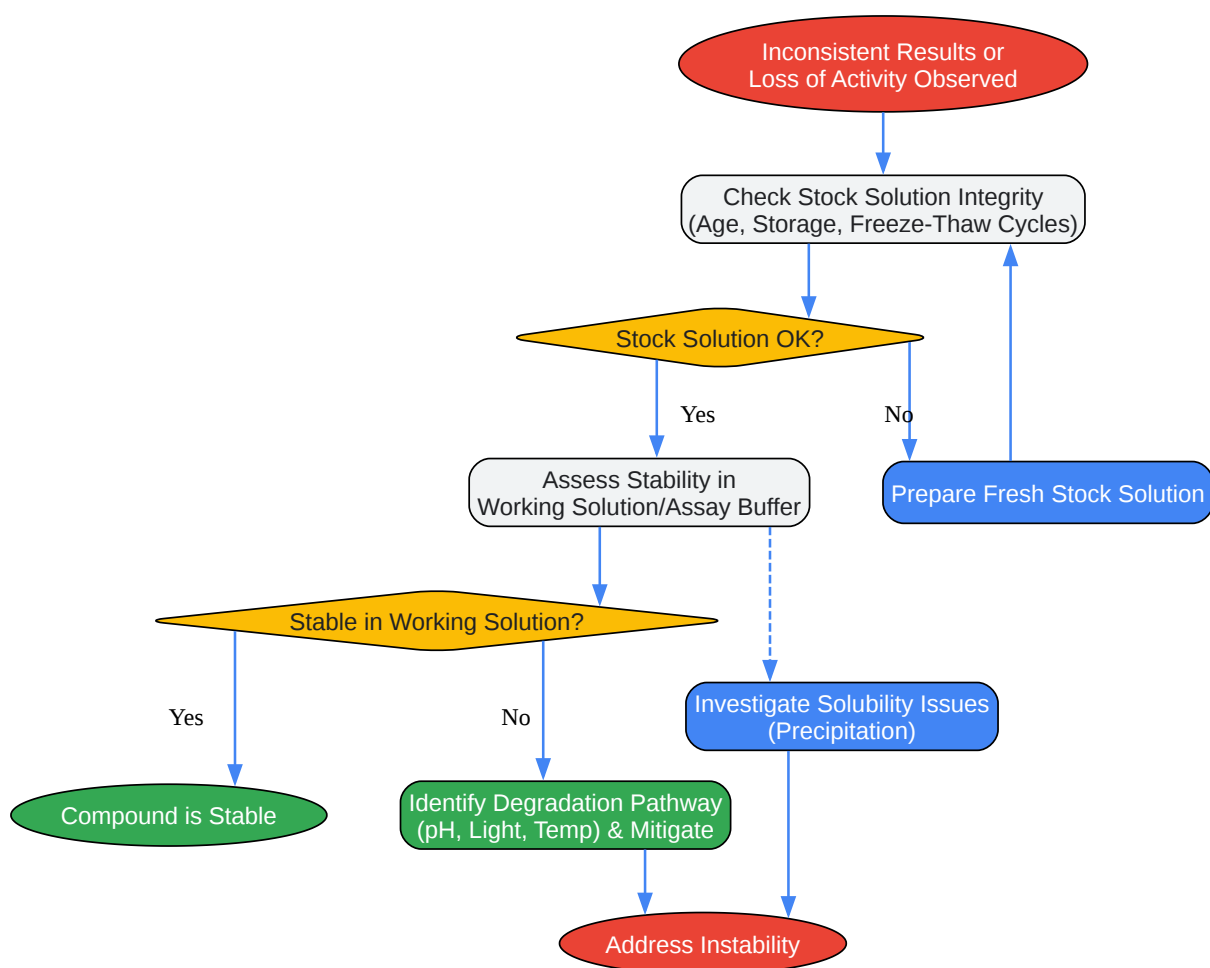 Inconsistent Results or
Loss of Activity Observed
Check Stock Solution Integrity
(Age, Storage, Freeze-Thaw Cycles)
Stock Solution OK?
Yes
No
Assess Stability in
Working Solution/Assay Buffer
Prepare Fresh Stock Solution
Stable in Working Solution?
Yes
No
Investigate Solubility Issues
(Precipitation)
Compound is Stable
Identify Degradation Pathway
(pH, Light, Temp) & Mitigate
Address Instability